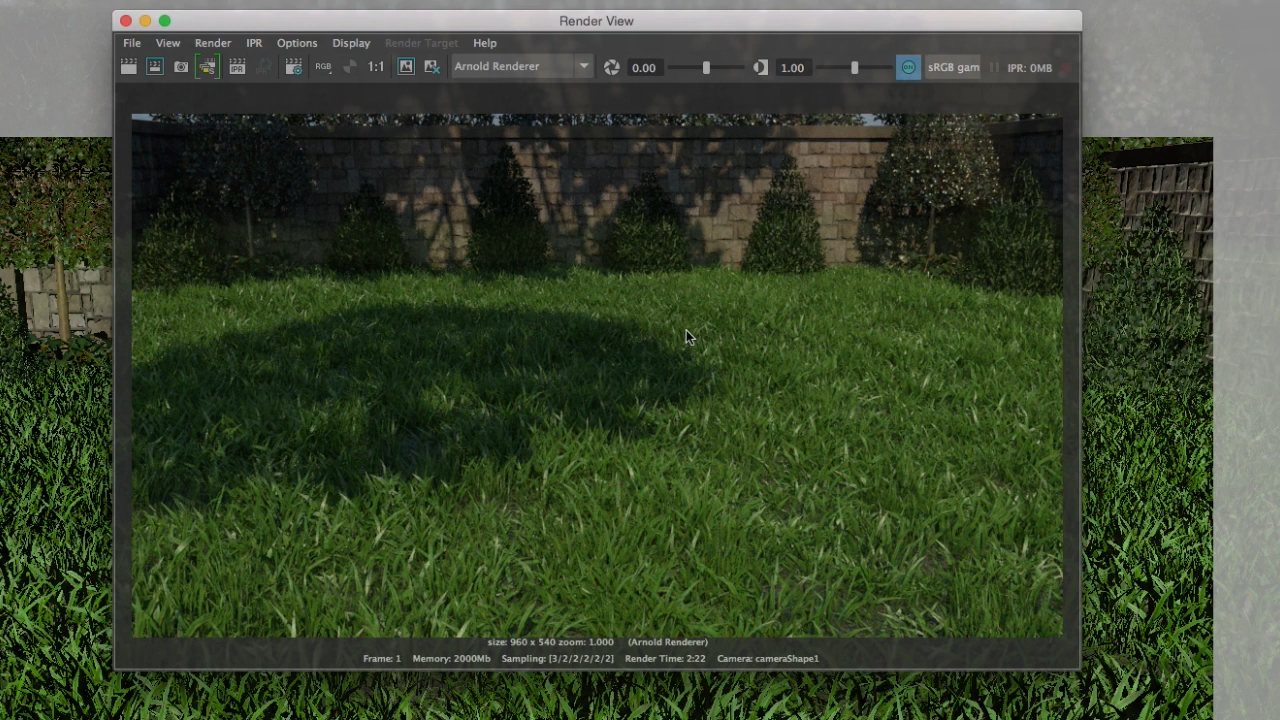 Render View
File View Render IPR Options Display Render Target Help
IPR RGB 1:1 Arnold Renderer 0.00 1.00 ON sRGB gam IPR: 0MB
size: 960 x 540 zoom: 1.000 (Arnold Renderer)
Frame: 1 Memory: 2000Mb Sampling: [3/2/2/2/2/2] Render Time: 2:22 Camera: cameraShape1